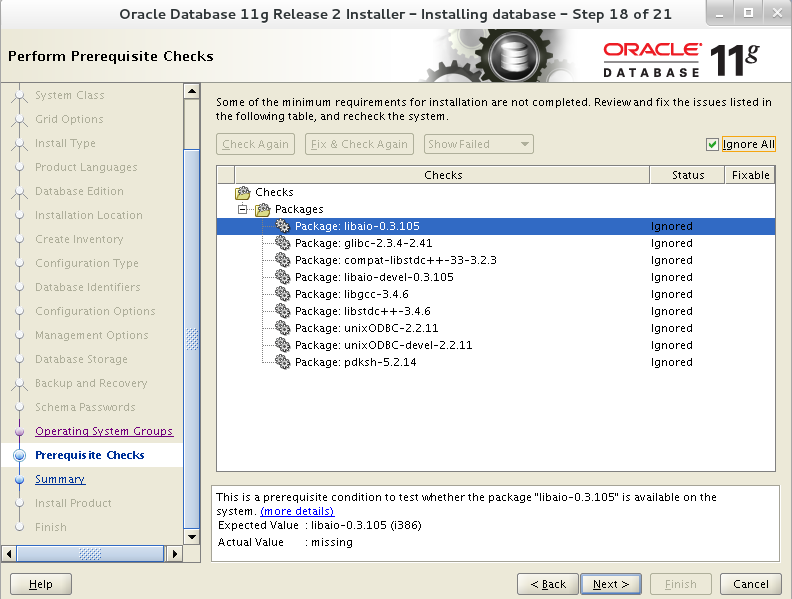 Oracle Database 11g Release 2 Installer - Installing database - Step 18 of 21
Perform Prerequisite Checks
ORACLE
DATABASE 11g
System Class
Grid Options
Install Type
Product Languages
Database Edition
Installation Location
Create Inventory
Configuration Type
Database Identifiers
Configuration Options
Management Options
Database Storage
Backup and Recovery
Schema Passwords
Operating System Groups
Prerequisite Checks
Summary
Install Product
Finish
Some of the minimum requirements for installation are not completed. Review and fix the issues listed in
the following table, and recheck the system.
Check Again Fix & Check Again Show Failed Ignore All
Checks Status Fixable
Checks
Packages
Package: libaio-0.3.105 Ignored
Package: glibc-2.3.4-2.41 Ignored
Package: compat-libstdc++-33-3.2.3 Ignored
Package: libaio-devel-0.3.105 Ignored
Package: libgcc-3.4.6 Ignored
Package: libstdc++-3.4.6 Ignored
Package: unixODBC-2.2.11 Ignored
Package: unixODBC-devel-2.2.11 Ignored
Package: pdksh-5.2.14 Ignored
This is a prerequisite condition to test whether the package "libaio-0.3.105" is available on the
system. (more details)
Expected Value : libaio-0.3.105 (i386)
Actual Value : missing
Help < Back Next > Finish Cancel